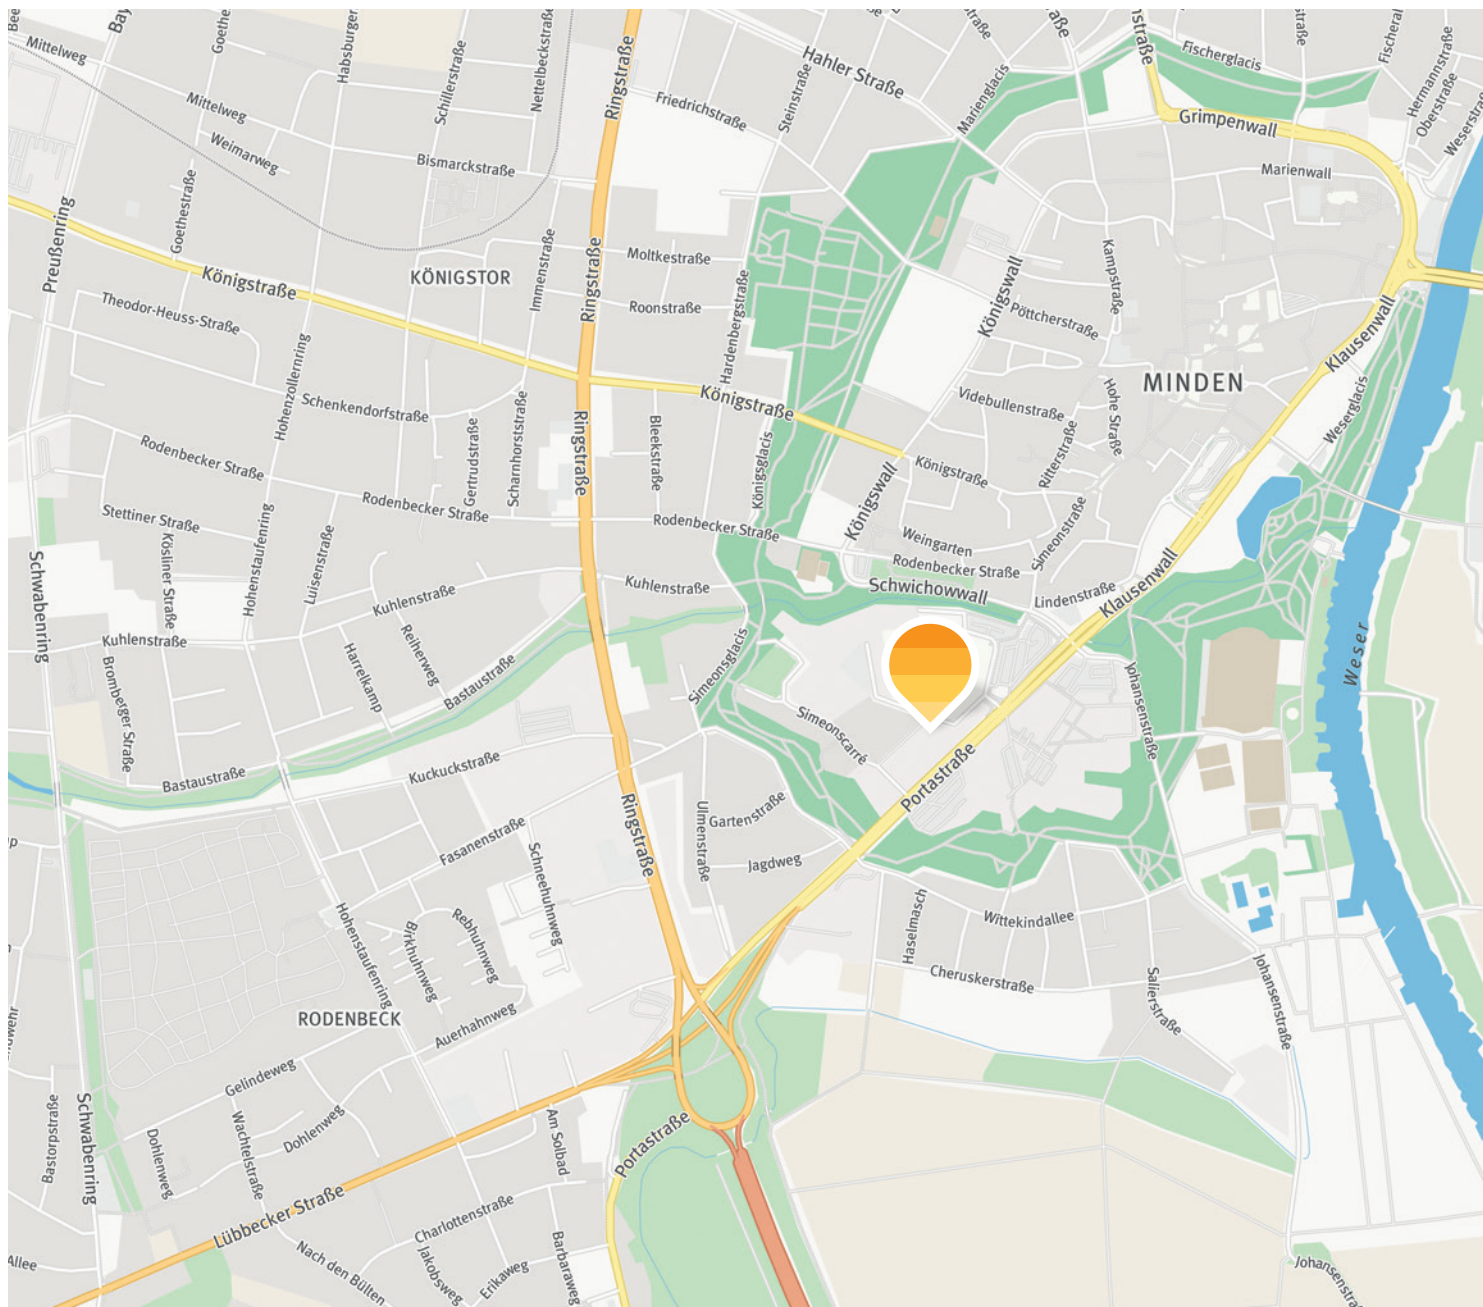 Mittelweg
Goethe
Habsburger
Schillerstraße
Nettelbeckstraße
Ringstraße
Hahler Straße
Steinstraße
Friedrichstraße
Marienglacis
Fischerglacis
Hermannstraße
Oberstraße
Grimpenwall
Marienwall
Mittelweg
Weimarweg
Bismarckstraße
Goethestraße
Preußenring
Königstraße
KÖNIGSTOR
Immenstraße
Ringstraße
Moltkestraße
Roonstraße
Hardenbergstraße
Königswall
Kampstraße
Pöttcherstraße
Klausenwall
Theodor-Heuss-Straße
Hohenzollernring
Schenkendorfstraße
Gertrudstraße
Scharnhorststraße
Ringstraße
Bleekstraße
Königstraße
Königsglacis
Videbullenstraße
Hohe Straße
MINDEN
Weserglacis
Rodenbecker Straße
Ritterstraße
Königstraße
Königswall
Rodenbecker Straße
Rodenbecker Straße
Weingarten
Simeonstraße
Rodenbecker Straße
Stettiner Straße
Kösliner Straße
Hohenstaufenring
Luisenstraße
Kuhlenstraße
Kuhlenstraße
Schwichowwall
Lindenstraße
Klausenwall
Schwabenring
Kuhlenstraße
Bromberger Straße
Harrelkamp
Reiherweg
Bastaustraße
Simeonsglacis
Johansenstraße
Weser
Simeonscarré
Bastaustraße
Kuckuckstraße
Portastraße
Ringstraße
Ulmenstraße
Gartenstraße
Jagdweg
Fasanenstraße
Schneehuhnweg
Hohenstaufenring
Birkhuhnweg
Rebhuhnweg
Haselmasch
Wittekindallee
Cheruskerstraße
Salierstraße
Johansenstraße
RODENBECK
Auerhahnweg
Gelindeweg
Schwabenring
Bastorpstraße
Dohlenweg
Wachtelstraße
Dohlenweg
Am Solbad
Portastraße
Lübbecker Straße
Charlottenstraße
Nach den Bülten
Jakobsweg
Erikaweg
Barbaraweg
Allee
Johansenstraß